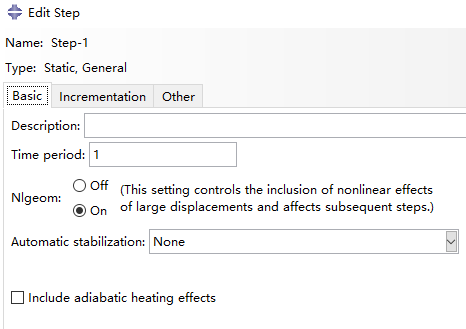 Edit Step
Name: Step-1
Type: Static, General
Basic Incrementation Other
Description:
Time period: 1
Nlgeom: Off
On
(This setting controls the inclusion of nonlinear effects
of large displacements and affects subsequent steps.)
Automatic stabilization: None
Include adiabatic heating effects